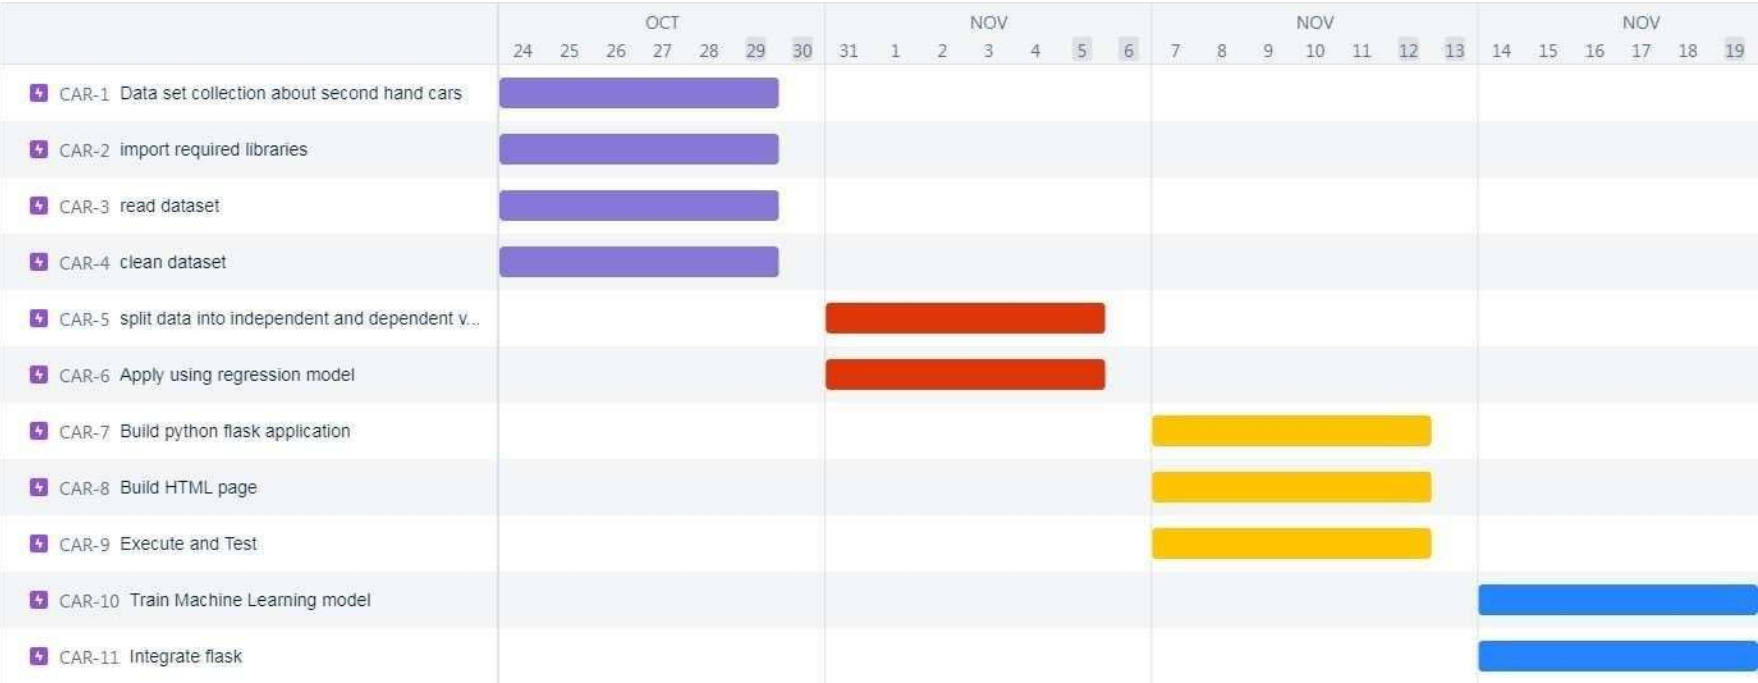 OCT NOV NOV NOV
24 25 26 27 28 29 30 31 1 2 3 4 5 6 7 8 9 10 11 12 13 14 15 16 17 18 19
CAR-1 Data set collection about second hand cars
CAR-2 import required libraries
CAR-3 read dataset
CAR-4 clean dataset
CAR-5 split data into independent and dependent v...
CAR-6 Apply using regression model
CAR-7 Build python flask application
CAR-8 Build HTML page
CAR-9 Execute and Test
CAR-10 Train Machine Learning model
CAR-11 Integrate flask